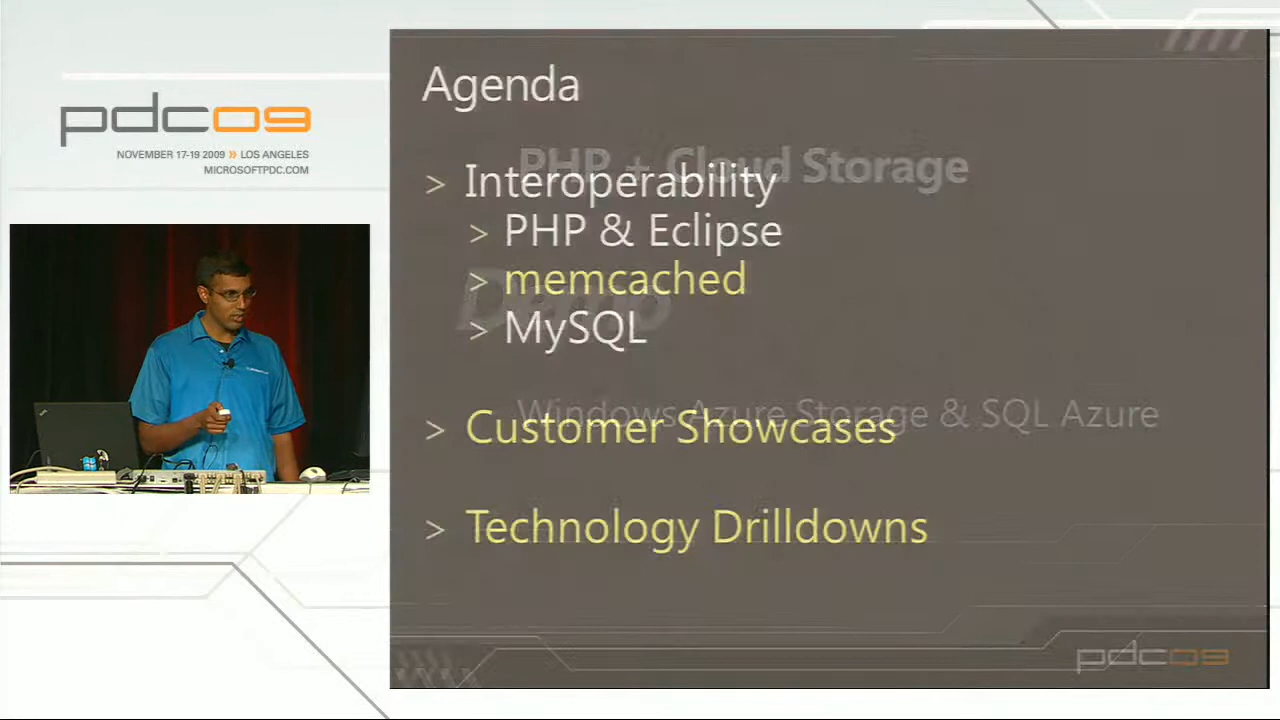 pdc09
NOVEMBER 17-19 2009 » LOS ANGELES
MICROSOFTPDC.COM
Agenda
PHP + Cloud Storage
> Interoperability
> PHP & Eclipse
> memcached
Demo
> MySQL
Windows Azure Storage & SQL Azure
> Customer Showcases
> Technology Drilldowns
pdc09